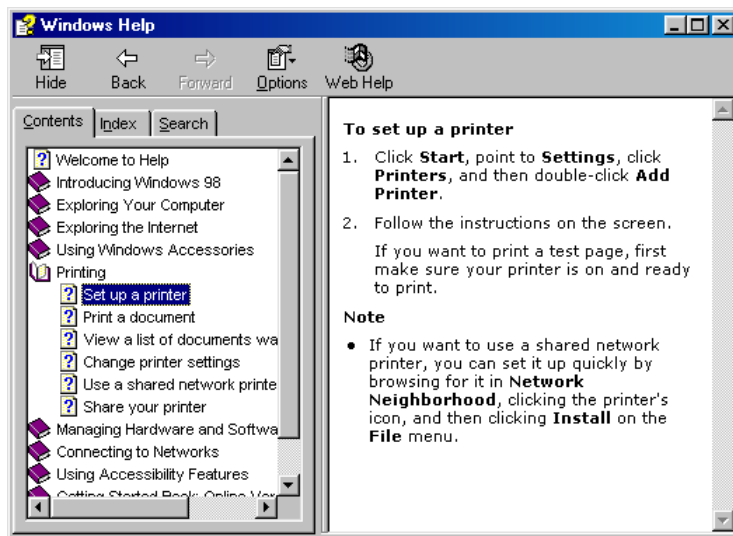 Windows Help
Hide Back Forward Options Web Help
Contents Index Search
Welcome to Help
Introducing Windows 98
Exploring Your Computer
Exploring the Internet
Using Windows Accessories
Printing
Set up a printer
Print a document
View a list of documents wa
Change printer settings
Use a shared network printe
Share your printer
Managing Hardware and Softwa
Connecting to Networks
Using Accessibility Features
Getting Started Book: Online Ver
To set up a printer
1. Click Start, point to Settings, click
Printers, and then double-click Add
Printer.
2. Follow the instructions on the screen.
If you want to print a test page, first
make sure your printer is on and ready
to print.
Note
• If you want to use a shared network
printer, you can set it up quickly by
browsing for it in Network
Neighborhood, clicking the printer's
icon, and then clicking Install on the
File menu.